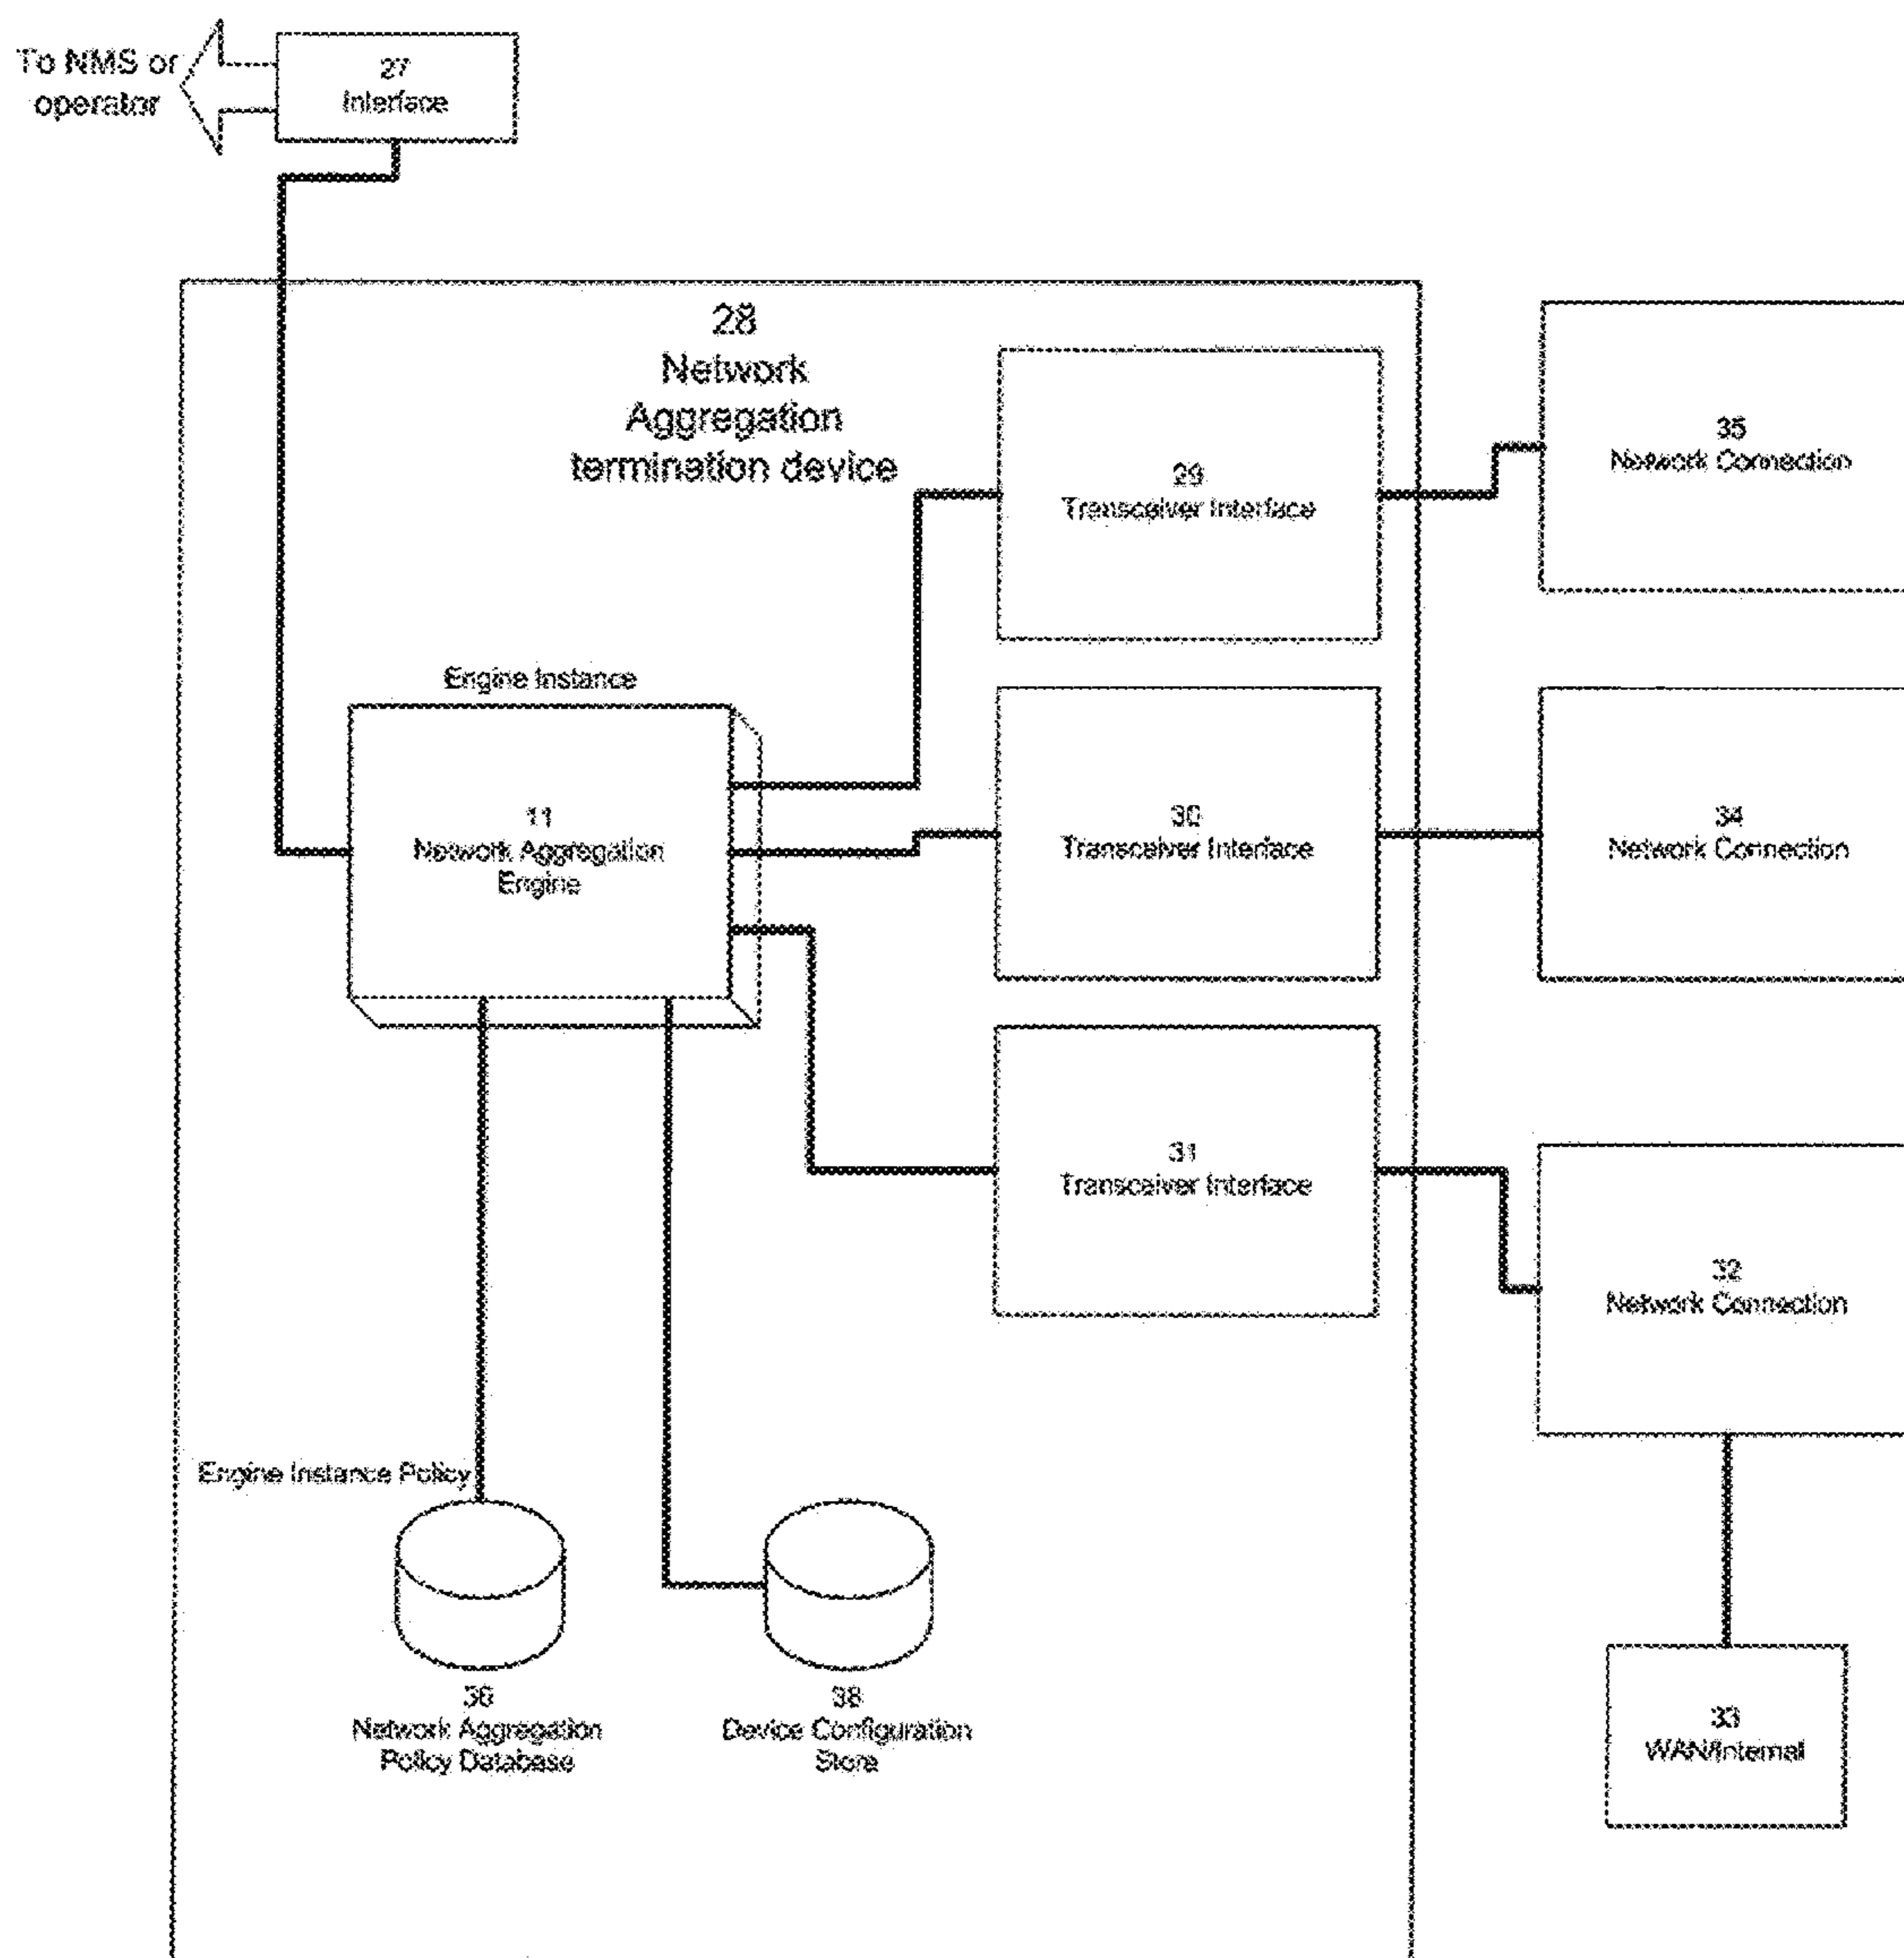 To NMS or
operator
27
Interface
28
Network
Aggregation
termination device
29
Transceiver Interface
35
Network Connection
Engine Instance
11
Network Aggregation
Engine
30
Transceiver Interface
34
Network Connection
31
Transceiver Interface
32
Network Connection
Engine Instance Policy
36
Network Aggregation
Policy Database
38
Device Configuration
Store
33
WAN/Internal